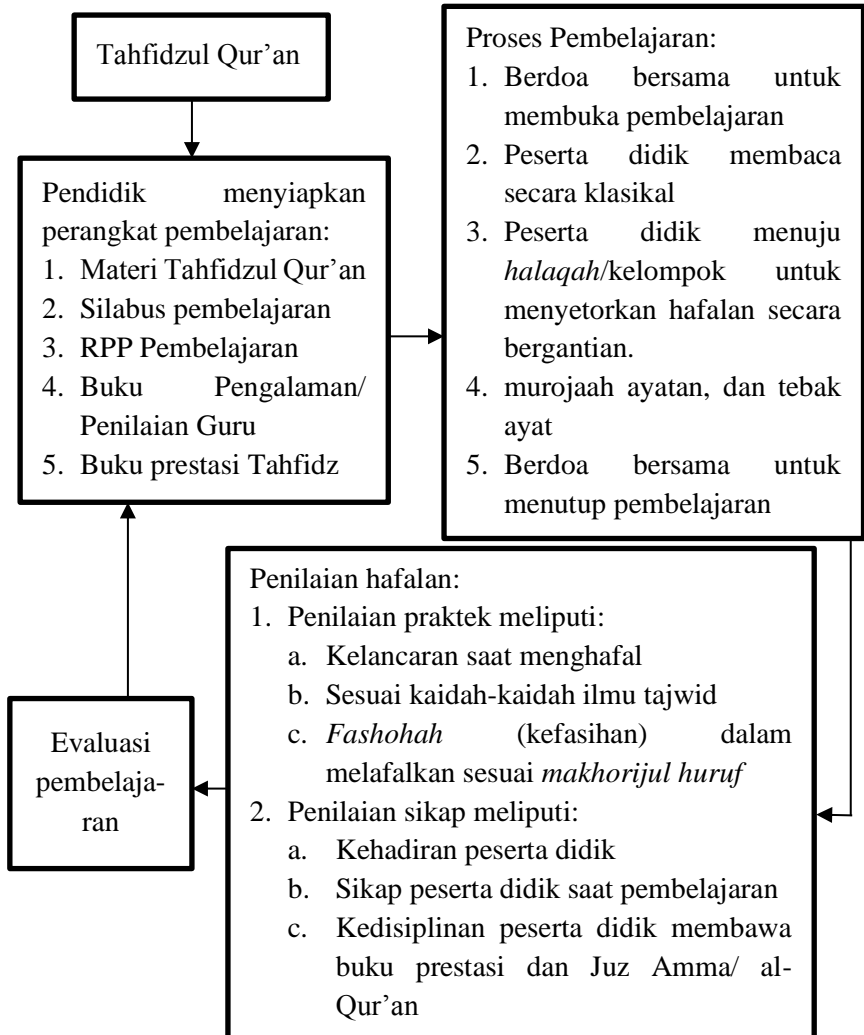 Tahfidzul Qur’an
Pendidik menyiapkan
perangkat pembelajaran:
1. Materi Tahfidzul Qur’an
2. Silabus pembelajaran
3. RPP Pembelajaran
4. Buku Pengalaman/
Penilaian Guru
5. Buku prestasi Tahfidz
Proses Pembelajaran:
1. Berdoa bersama untuk
membuka pembelajaran
2. Peserta didik membaca
secara klasikal
3. Peserta didik menuju
halaqah/kelompok untuk
menyetorkan hafalan secara
bergantian.
4. murojaah ayatan, dan tebak
ayat
5. Berdoa bersama untuk
menutup pembelajaran
Penilaian hafalan:
1. Penilaian praktek meliputi:
a. Kelancaran saat menghafal
b. Sesuai kaidah-kaidah ilmu tajwid
c. Fashohah (kefasihan) dalam
melafalkan sesuai makhorijul huruf
2. Penilaian sikap meliputi:
a. Kehadiran peserta didik
b. Sikap peserta didik saat pembelajaran
c. Kedisiplinan peserta didik membawa
buku prestasi dan Juz Amma/ al-
Qur’an
Evaluasi
pembelaja-
ran